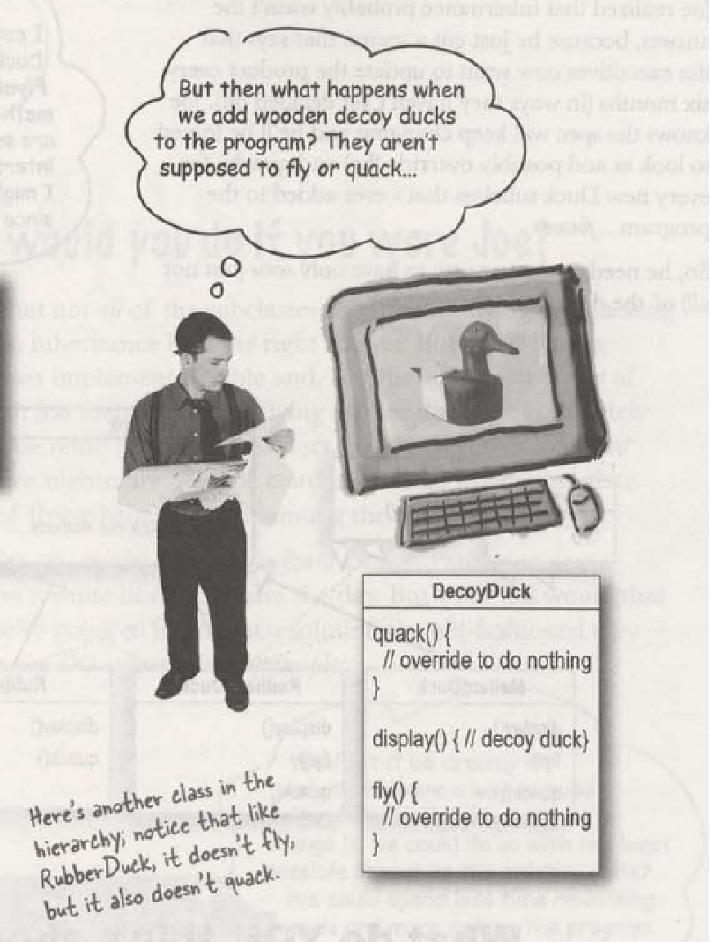 But then what happens when
we add wooden decoy ducks
to the program? They aren't
supposed to fly or quack...
DecoyDuck
quack() {
// override to do nothing
}
display() { // decoy duck}
fly() {
// override to do nothing
}
Here's another class in the
hierarchy; notice that like
RubberDuck, it doesn't fly,
but it also doesn't quack.